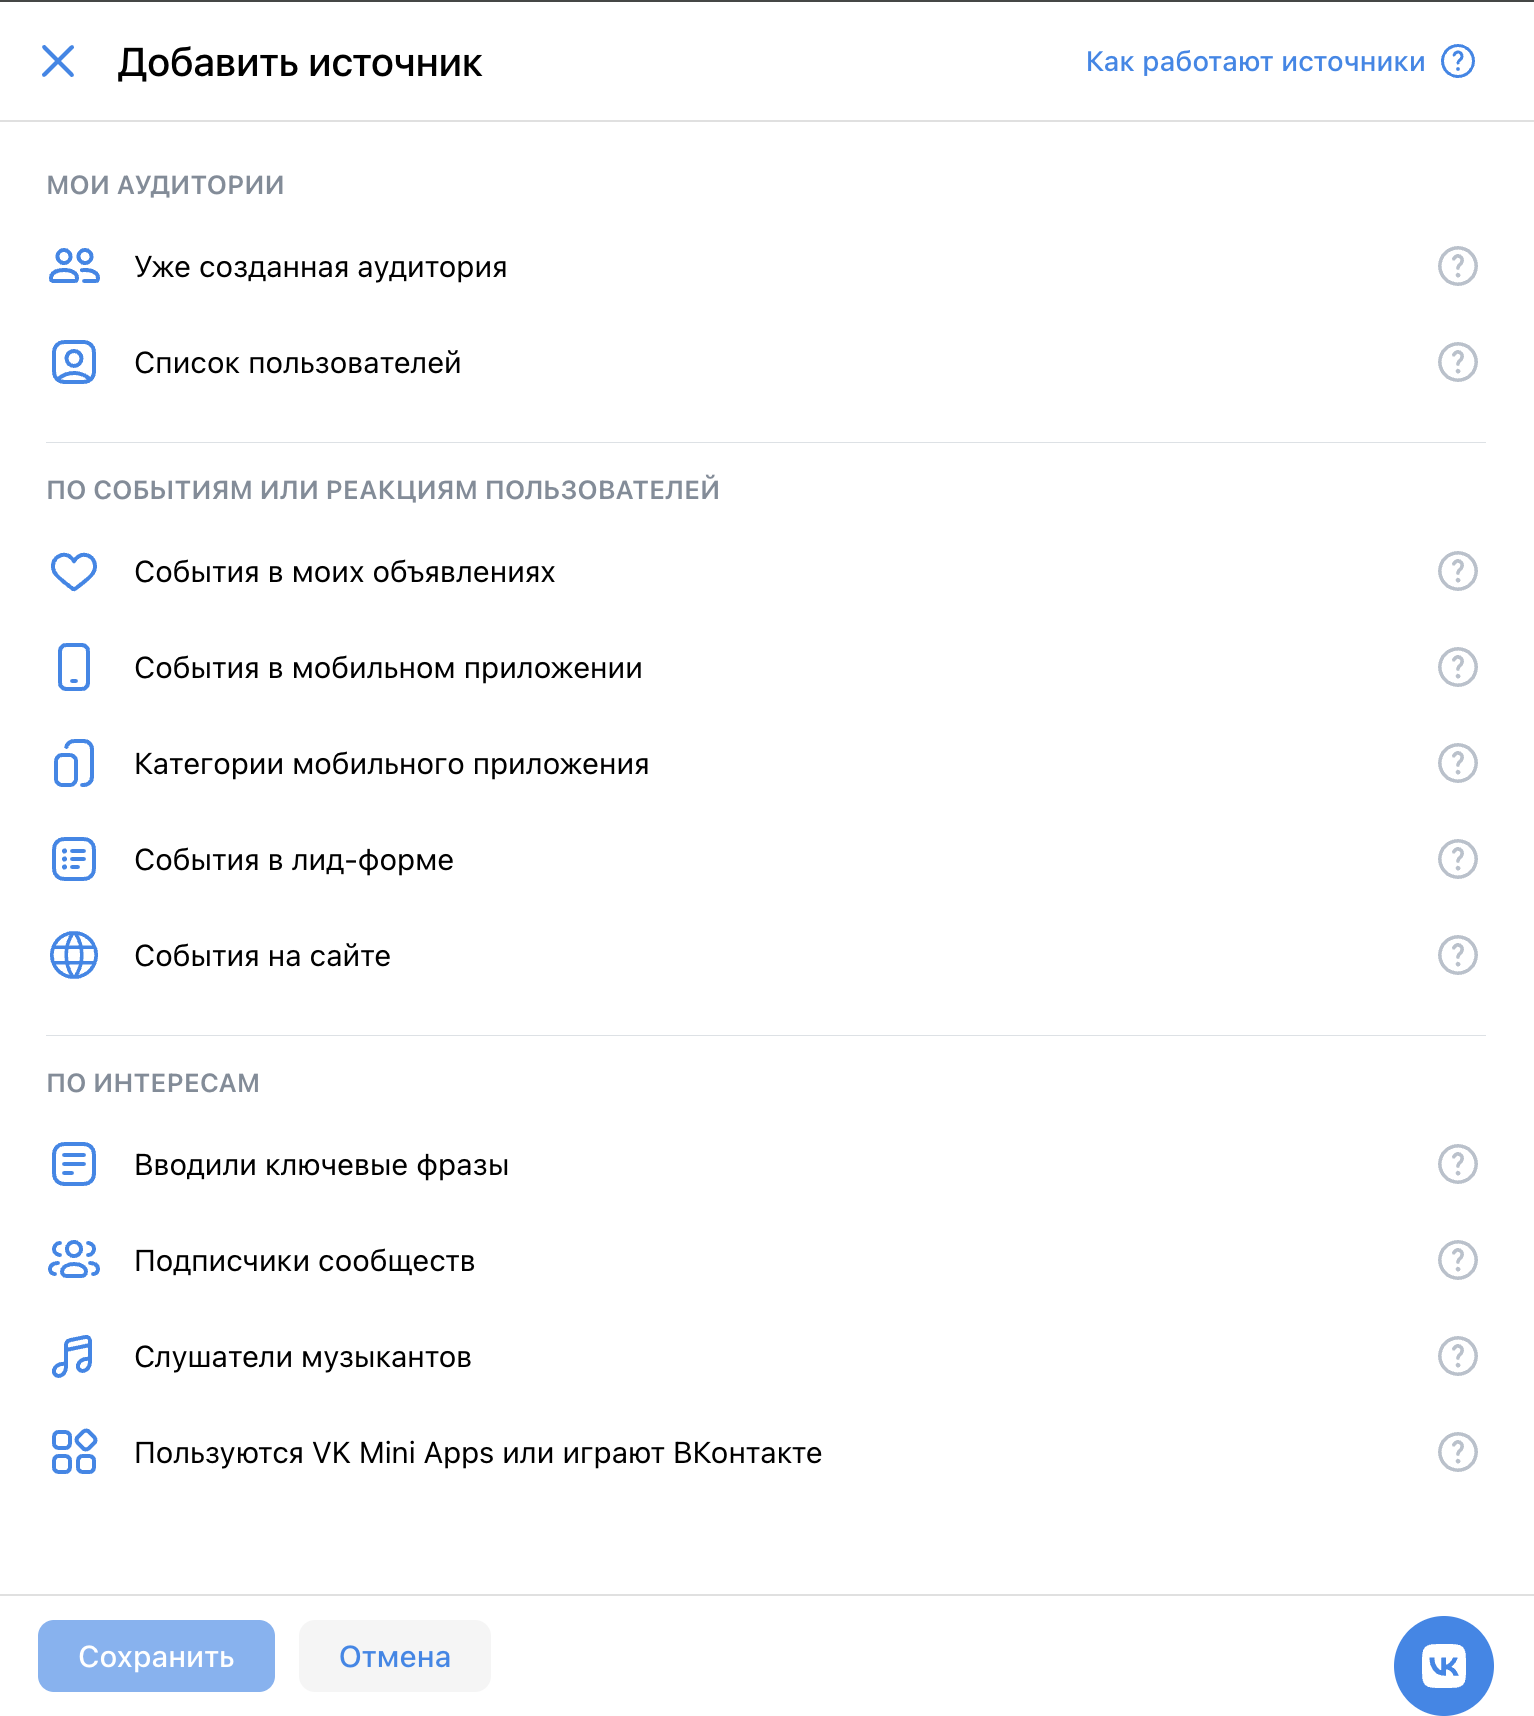 Добавить источник
Как работают источники
МОИ АУДИТОРИИ
Уже созданная аудитория
Список пользователей
ПО СОБЫТИЯМ ИЛИ РЕАКЦИЯМ ПОЛЬЗОВАТЕЛЕЙ
События в моих объявлениях
События в мобильном приложении
Категории мобильного приложения
События в лид-форме
События на сайте
ПО ИНТЕРЕСАМ
Вводили ключевые фразы
Подписчики сообществ
Слушатели музыкантов
Пользуются VK Mini Apps или играют ВКонтакте
Сохранить
Отмена